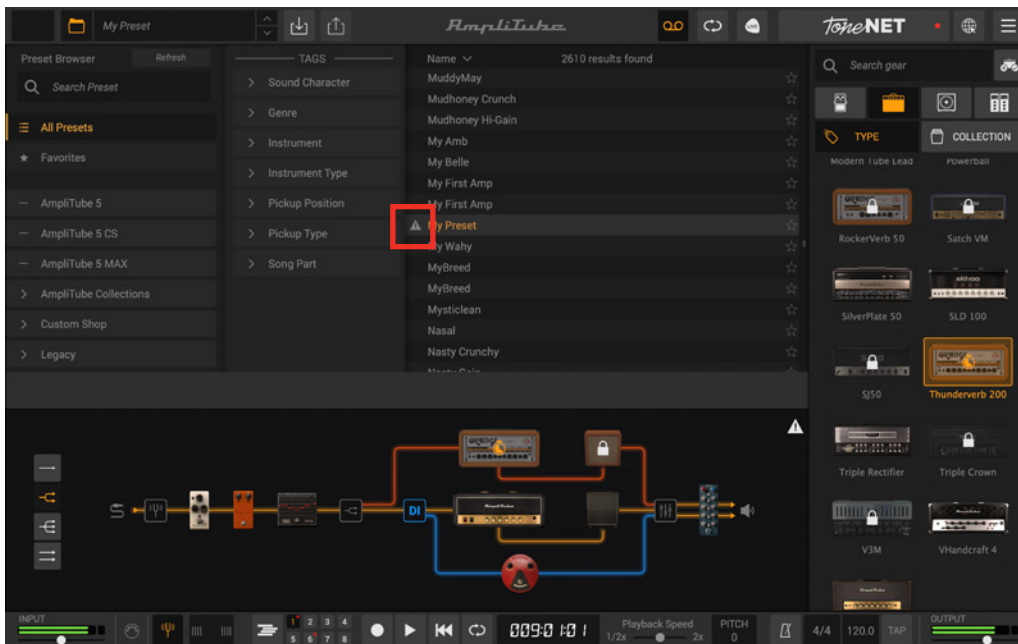 My Preset
AmpliTube
LIVE
ToneNET
Preset Browser
Refresh
Search Preset
All Presets
Favorites
AmpliTube 5
AmpliTube 5 CS
AmpliTube 5 MAX
AmpliTube Collections
Custom Shop
Legacy
TAGS
Sound Character
Genre
Instrument
Instrument Type
Pickup Position
Pickup Type
Song Part
Name
2610 results found
MuddyMay
Mudhoney Crunch
Mudhoney Hi-Gain
My Amb
My Belle
My First Amp
My First Amp
My Preset
My Wahy
MyBreed
MyBreed
Mysticlean
Nasal
Nasty Crunchy
Nasty Gain
Search gear
TYPE
COLLECTION
Modern Tube Lead
Powerball
RockerVerb 50
Satch VM
SilverPlate 50
SLD 100
SJ50
Thunderverb 200
Triple Rectifier
Triple Crown
V3M
VHandcraft 4
DI
INPUT
1 2 3 4
5 6 7 8
009:01:01
Playback Speed
1/2x
2x
PITCH
0
4/4
120.0
TAP
OUTPUT